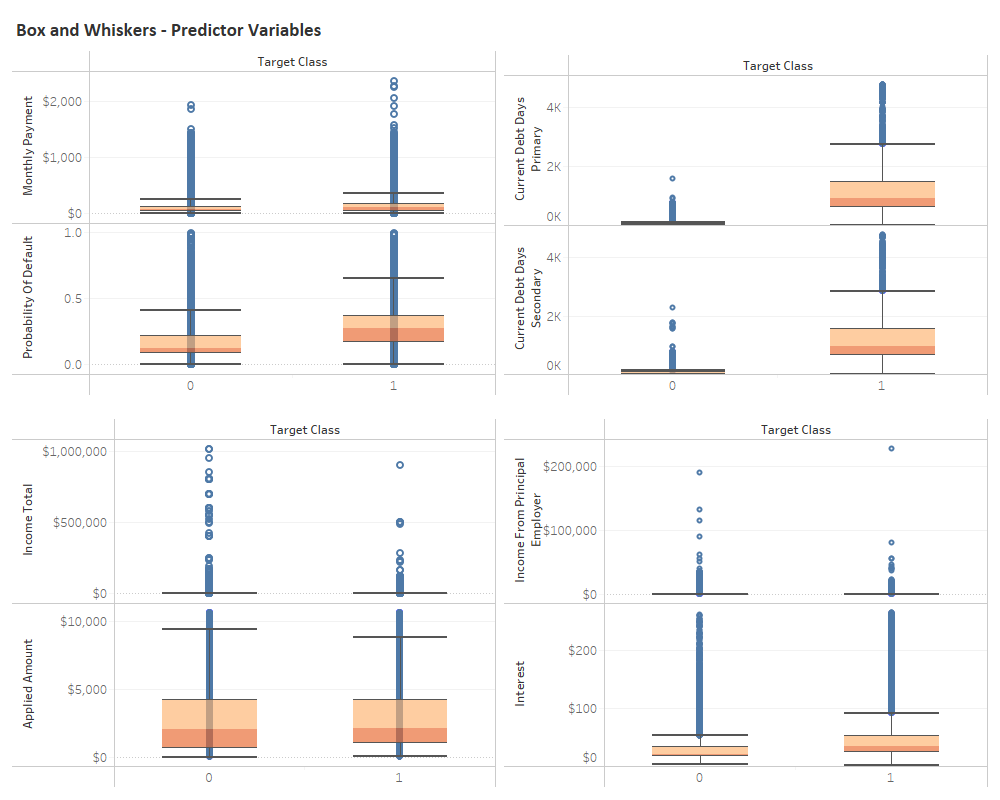 Box and Whiskers - Predictor Variables
Target Class
Monthly Payment
$2,000
$1,000
$0
Probability Of Default
1.0
0.5
0.0
0
1
Target Class
Current Debt Days
Primary
4K
2K
0K
Current Debt Days
Secondary
4K
2K
0K
0
1
Target Class
Income Total
$1,000,000
$500,000
$0
Applied Amount
$10,000
$5,000
$0
0
1
Target Class
Income From Principal
Employer
$200,000
$100,000
$0
Interest
$200
$100
$0
0
1